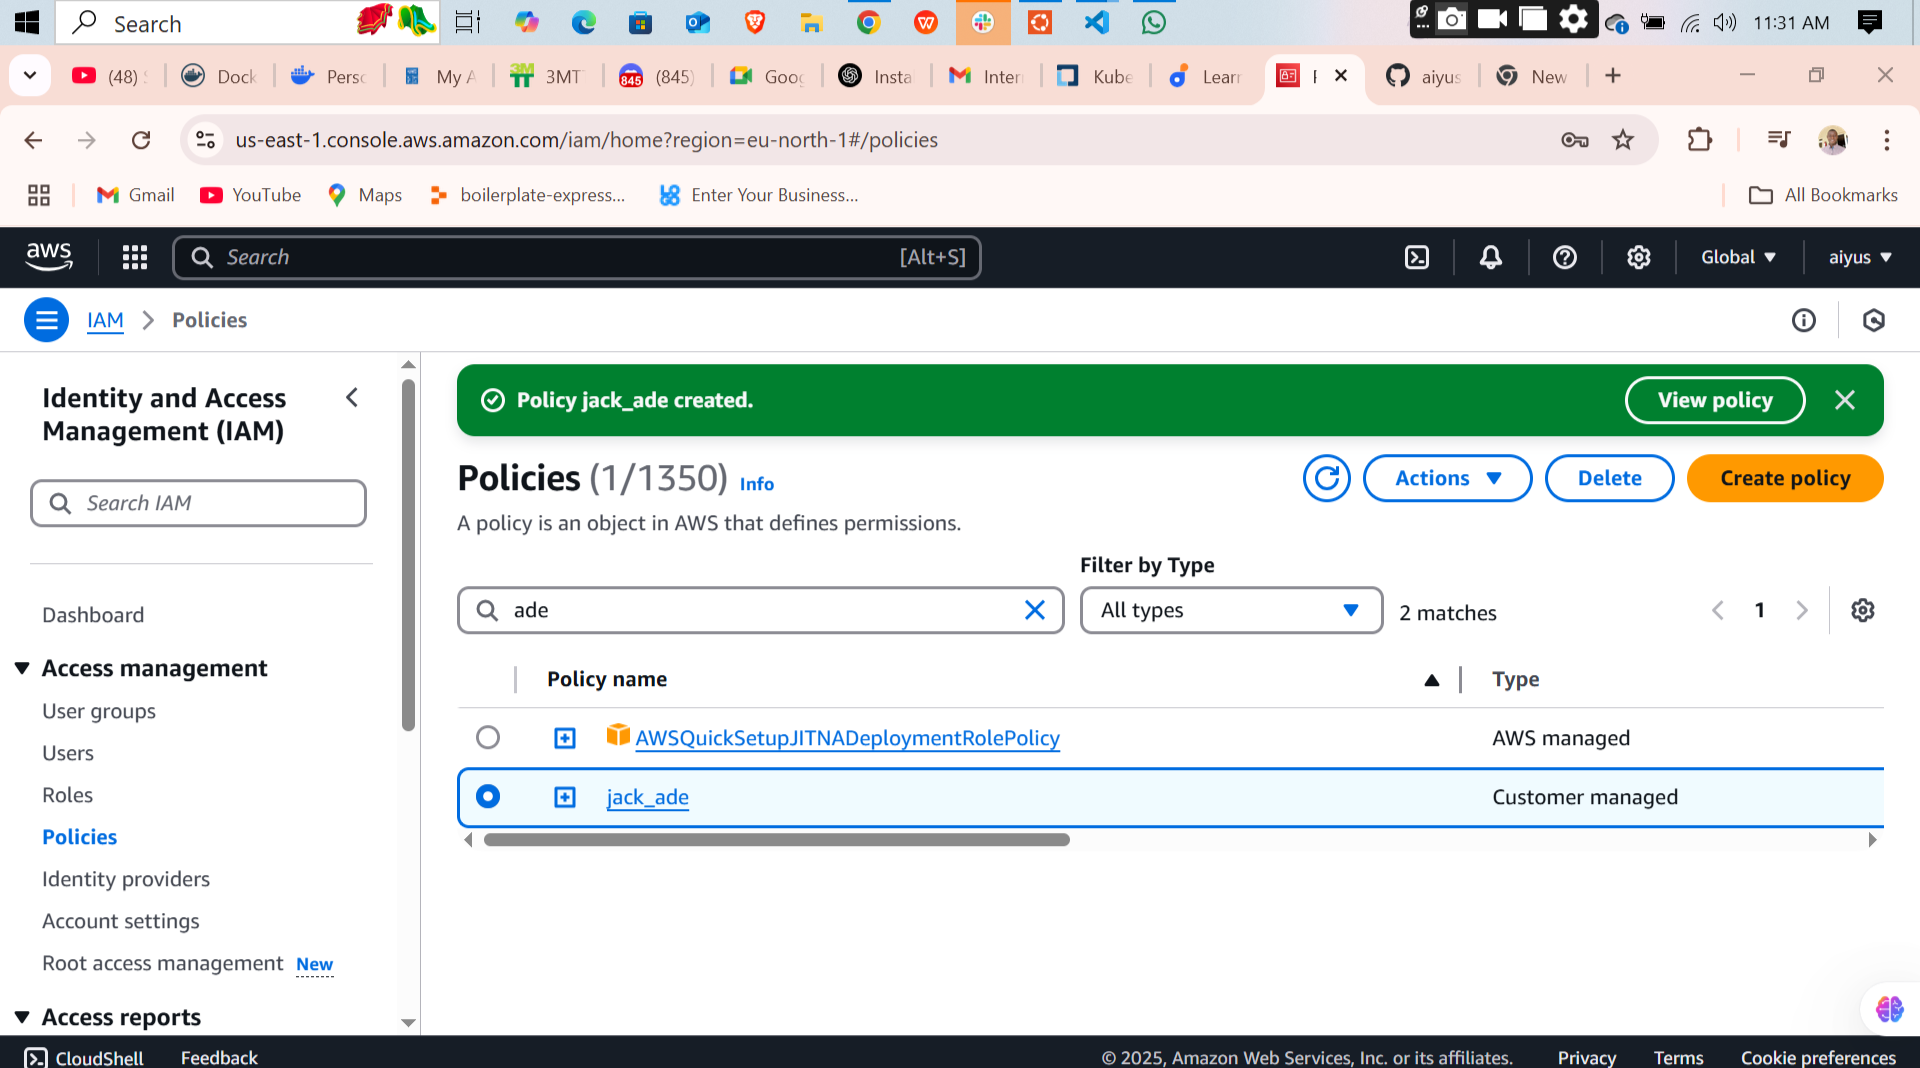 Search
11:31 AM
(48)
Dock
Perso
My A
3MT
(845)
Goog
Insta
Inter
Kube
Learn
aiyus
New
us-east-1.console.aws.amazon.com/iam/home?region=eu-north-1#/policies
Gmail
YouTube
Maps
boilerplate-express...
Enter Your Business...
All Bookmarks
aws
Search
[Alt+S]
Global
aiyus
IAM
Policies
Identity and Access Management (IAM)
Search IAM
Dashboard
Access management
User groups
Users
Roles
Policies
Identity providers
Account settings
Root access management New
Access reports
Policy jack_ade created.
View policy
Policies (1/1350) Info
Actions
Delete
Create policy
A policy is an object in AWS that defines permissions.
Filter by Type
ade
All types
2 matches
1
Policy name
Type
AWSQuickSetupJITNADeploymentRolePolicy
AWS managed
jack_ade
Customer managed
CloudShell
Feedback
© 2025, Amazon Web Services, Inc. or its affiliates.
Privacy
Terms
Cookie preferences